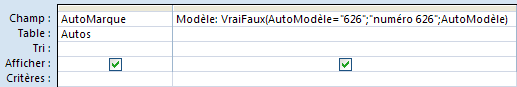 Champ : AutoMarque Modèle: VraiFaux(AutoModèle="626";"numéro 626";AutoModèle)
Table : Autos
Tri :
Afficher :
Critères :